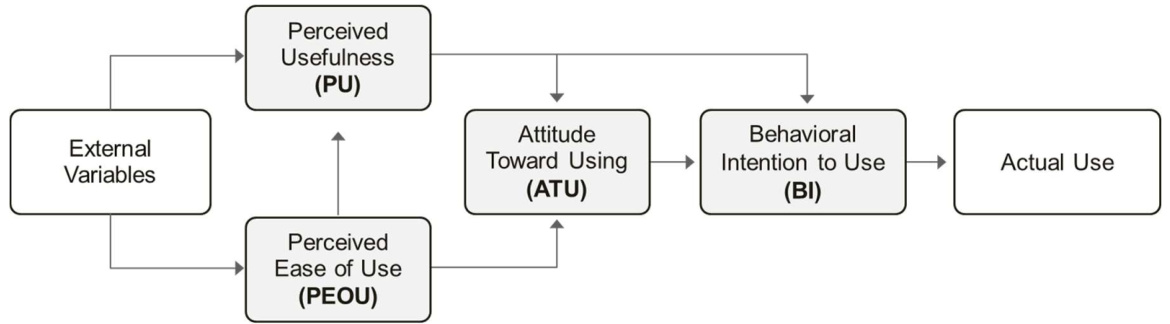 Perceived
Usefulness
(PU)
External
Variables
Attitude
Toward Using
(ATU)
Behavioral
Intention to Use
(BI)
Actual Use
Perceived
Ease of Use
(PEOU)